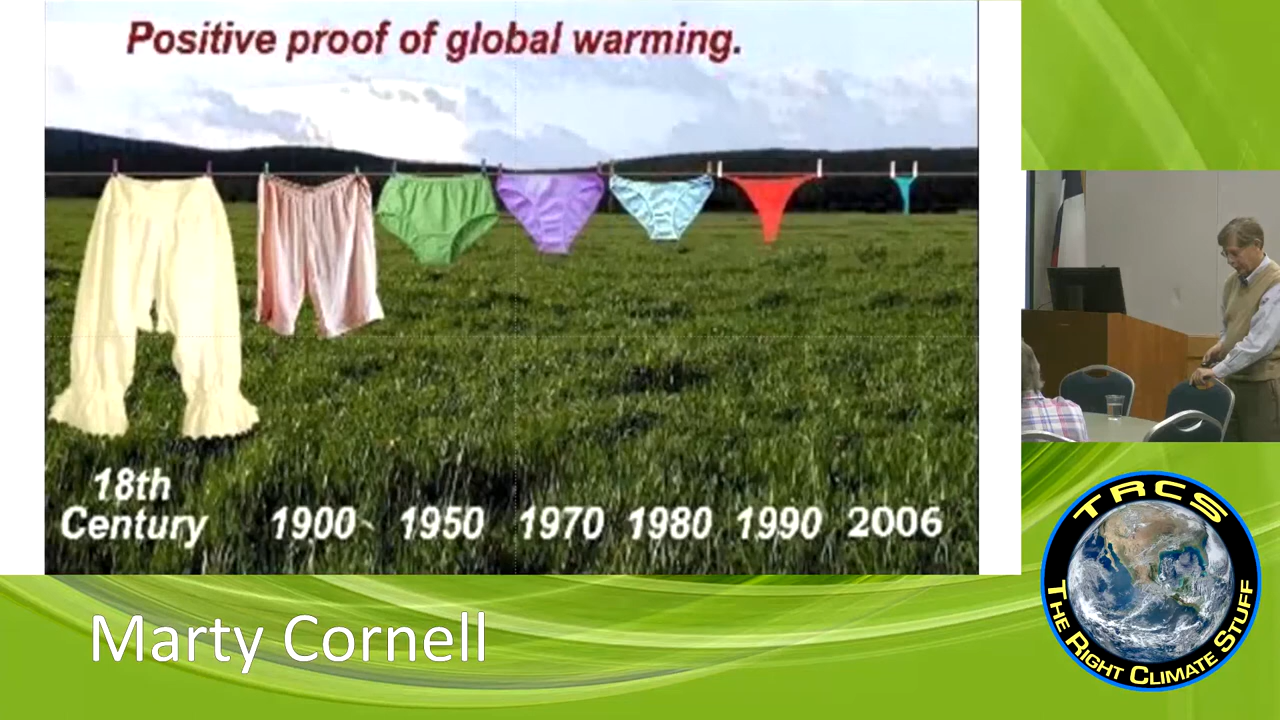 Positive proof of global warming.
18th
Century
1900
1950
1970
1980
1990
2006
Marty Cornell
TRCS
THE RIGHT CLIMATE STUFF